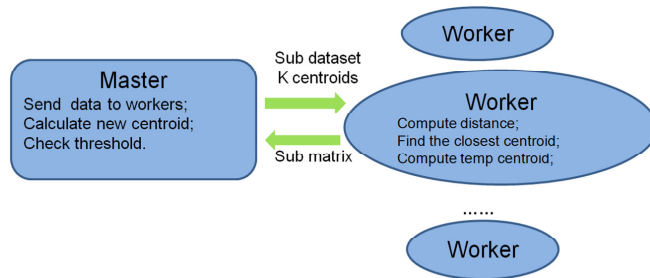 Worker
Sub dataset
K centroids
Master
Send data to workers;
Calculate new centroid;
Check threshold.
Worker
Compute distance;
Find the closest centroid;
Compute temp centroid;
Sub matrix
......
Worker